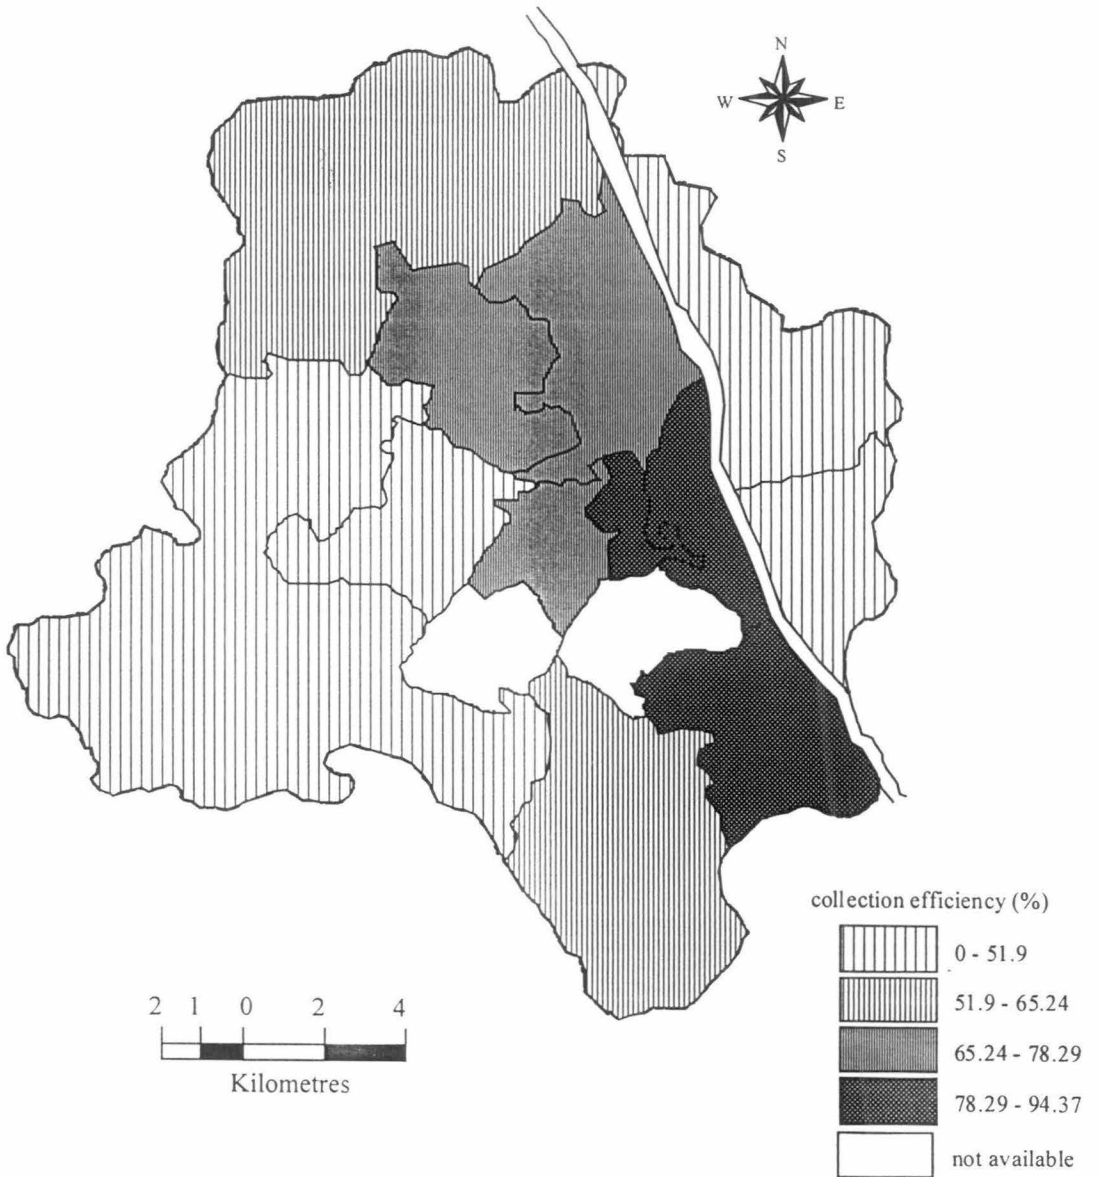 N
W E
S
collection efficiency (%)
0 - 51.9
51.9 - 65.24
65.24 - 78.29
78.29 - 94.37
not available
2 1 0 2 4
Kilometres